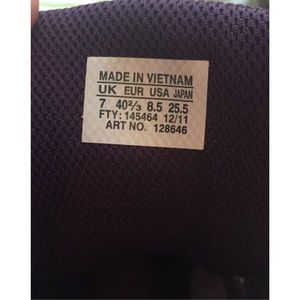 MADE IN VIETNAM
UK EUR USA JAPAN
7 40²/₃ 8.5 25.5
FTY: 145464 12/11
ART NO. 128646